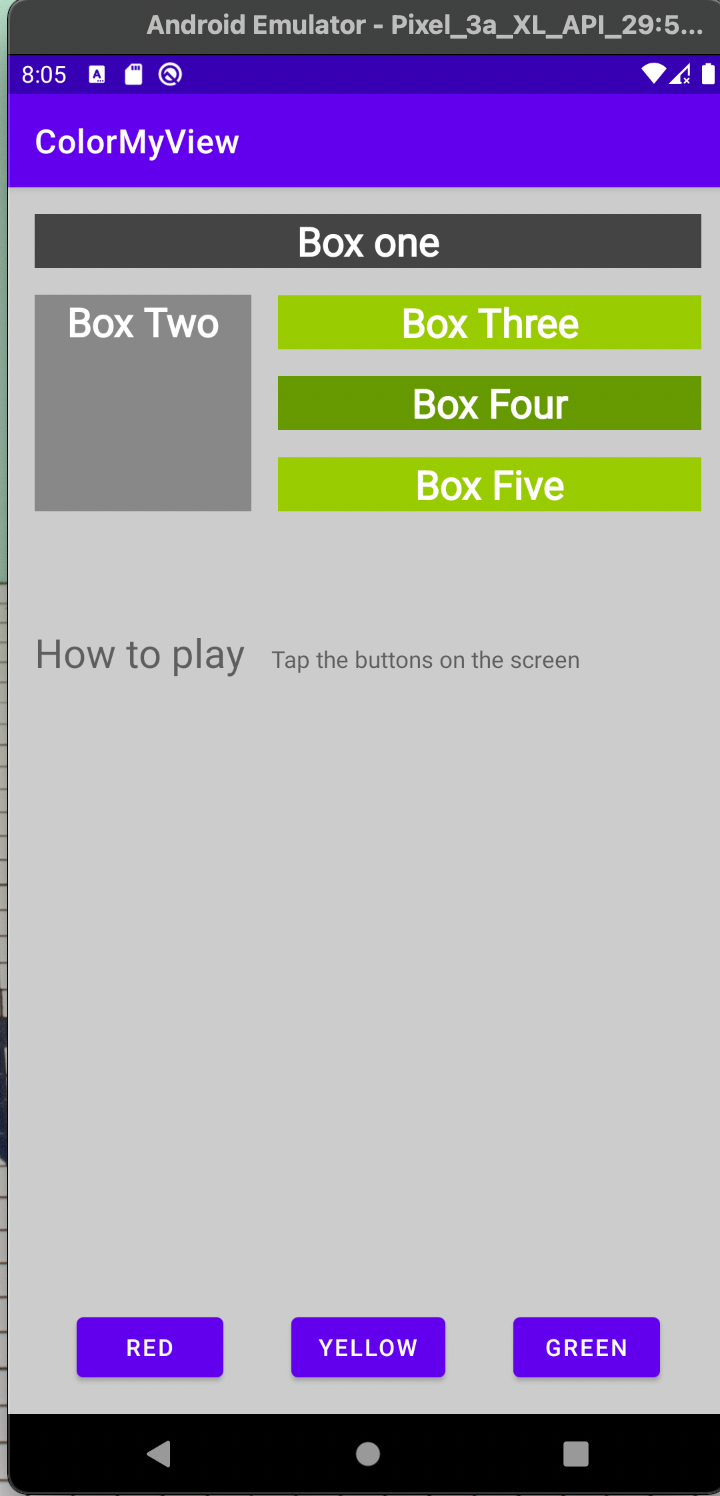 Android Emulator - Pixel_3a_XL_API_29:5...
8:05
ColorMyView
Box one
Box Two
Box Three
Box Four
Box Five
How to play
Tap the buttons on the screen
RED
YELLOW
GREEN